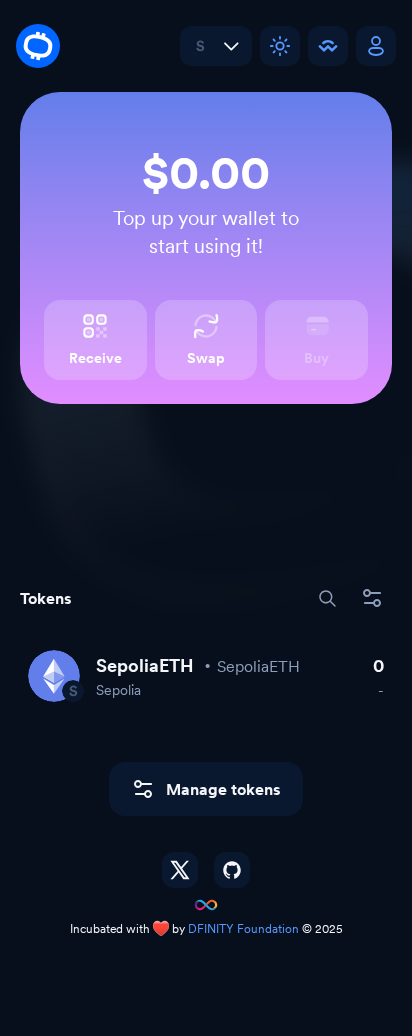 S
$0.00
Top up your wallet to
start using it!
Receive Swap Buy
Tokens
SepoliaETH • SepoliaETH 0
S Sepolia -
Manage tokens
Incubated with ❤️ by DFINITY Foundation © 2025